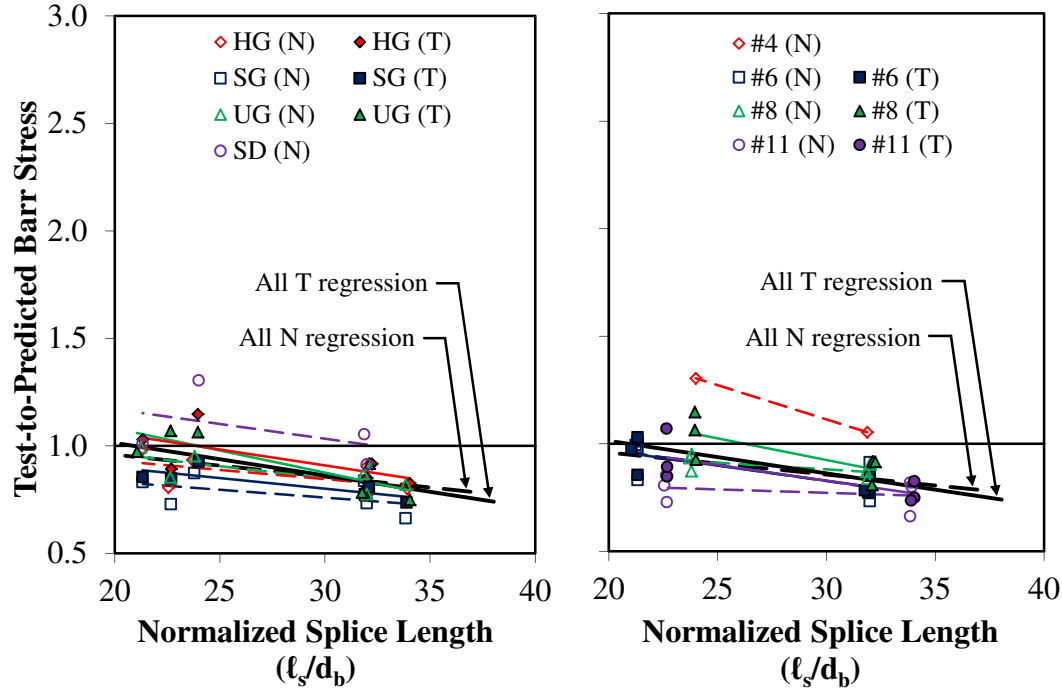 Test-to-Predicted Barr Stress
3.0
2.5
2.0
1.5
1.0
0.5
HG (N) HG (T)
SG (N) SG (T)
UG (N) UG (T)
SD (N)
All T regression
All N regression
20 25 30 35 40
Normalized Splice Length
(ℓs/db)
#4 (N)
#6 (N) #6 (T)
#8 (N) #8 (T)
#11 (N) #11 (T)
All T regression
All N regression
20 25 30 35 40
Normalized Splice Length
(ℓs/db)